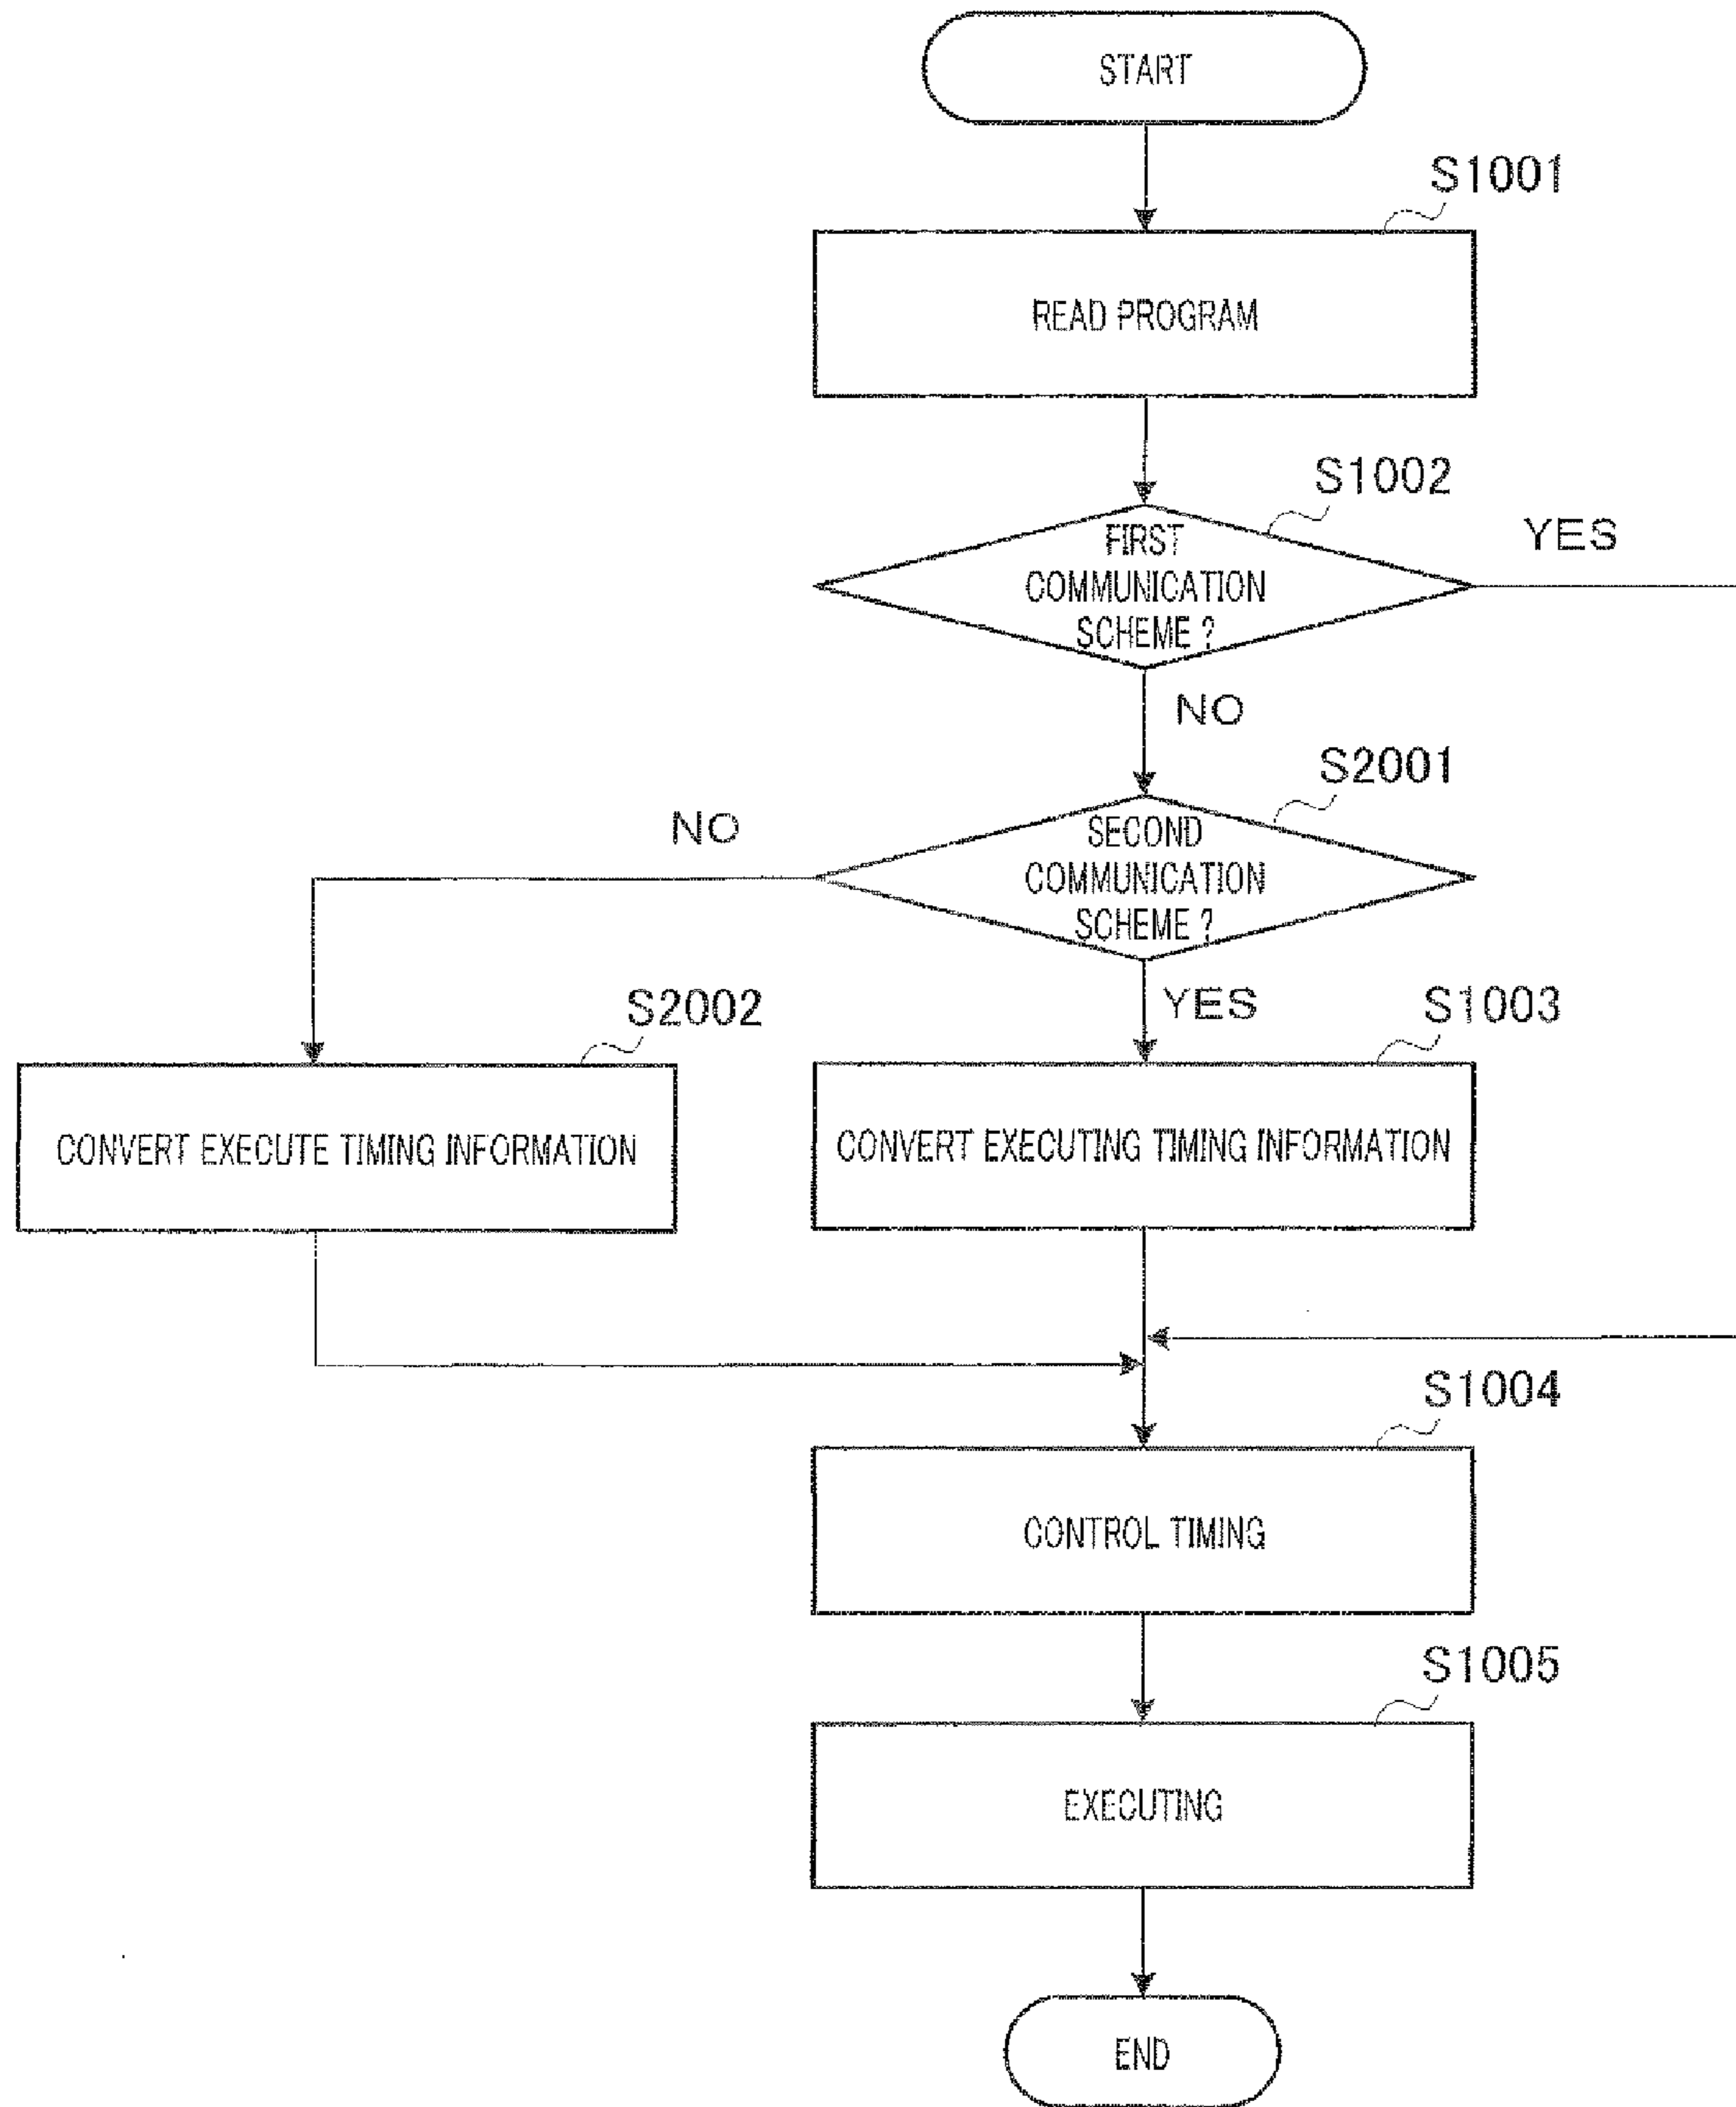 START
S1001
READ PROGRAM
S1002
FIRST
COMMUNICATION
SCHEME ?
YES
NO
S2001
SECOND
COMMUNICATION
SCHEME ?
NO
YES
S2002
S1003
CONVERT EXECUTE TIMING INFORMATION
CONVERT EXECUTING TIMING INFORMATION
S1004
CONTROL TIMING
S1005
EXECUTING
END